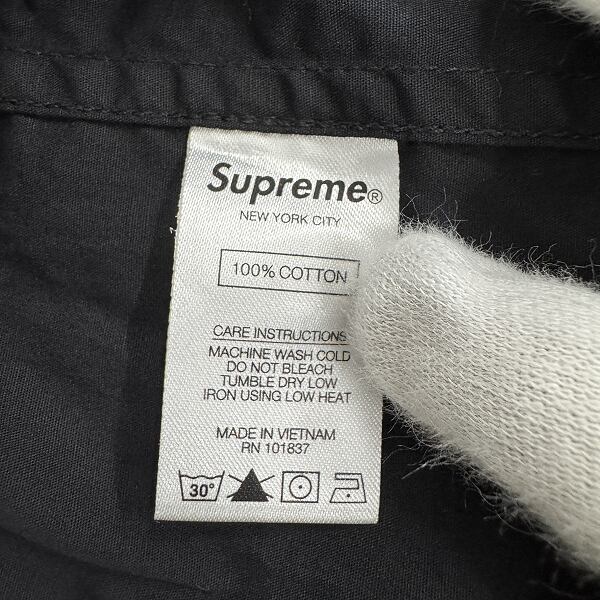 Supreme®
NEW YORK CITY
100% COTTON
CARE INSTRUCTIONS
MACHINE WASH COLD
DO NOT BLEACH
TUMBLE DRY LOW
IRON USING LOW HEAT
MADE IN VIETNAM
RN 101837
30°